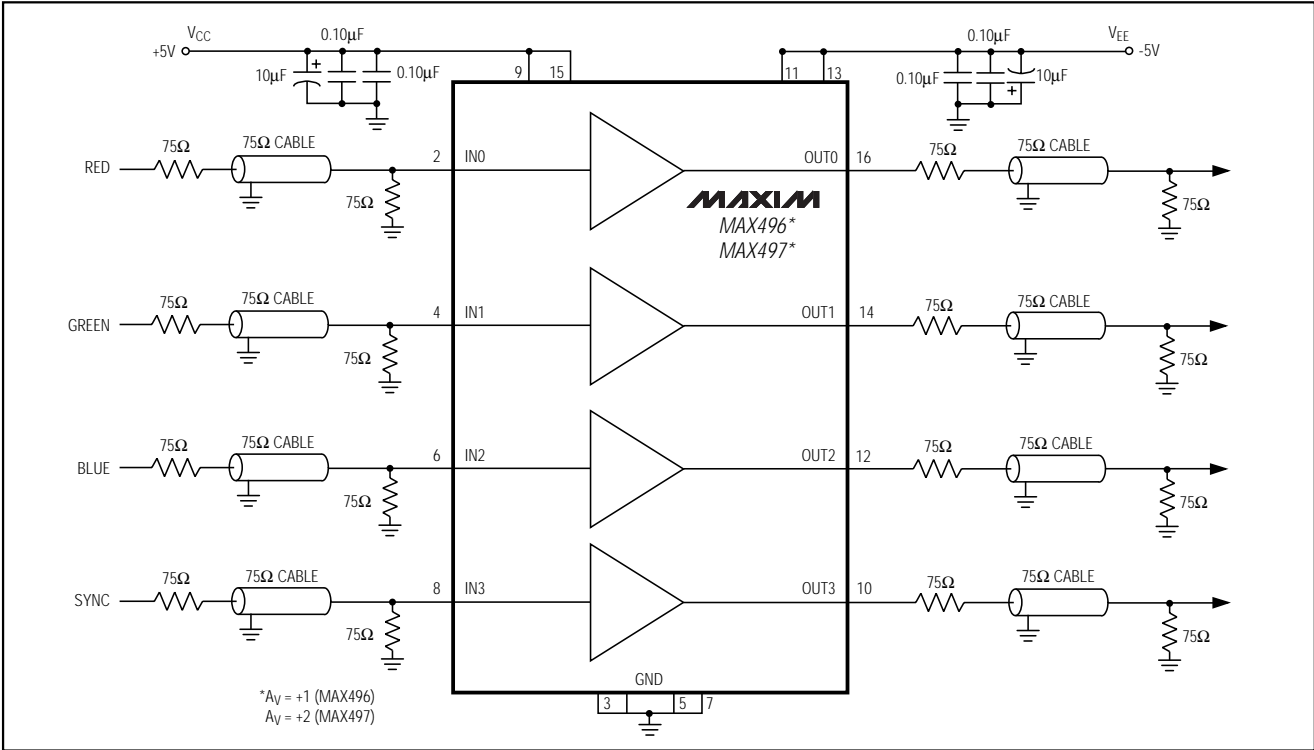 VCC
+5V
0.10μF
10μF
0.10μF
9 15
11 13
0.10μF
VEE
-5V
0.10μF
10μF
RED
75Ω
75Ω CABLE
75Ω
2 IN0
OUT0 16
75Ω
75Ω CABLE
75Ω
MAXIM
MAX496*
MAX497*
GREEN
75Ω
75Ω CABLE
75Ω
4 IN1
OUT1 14
75Ω
75Ω CABLE
75Ω
BLUE
75Ω
75Ω CABLE
75Ω
6 IN2
OUT2 12
75Ω
75Ω CABLE
75Ω
SYNC
75Ω
75Ω CABLE
75Ω
8 IN3
OUT3 10
75Ω
75Ω CABLE
75Ω
GND
3 5 7
*AV = +1 (MAX496)
AV = +2 (MAX497)